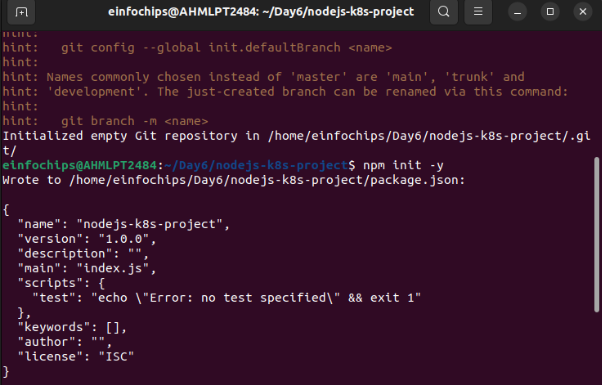 einfochips@AHMLPT2484: ~/Day6/nodejs-k8s-project
hint:
hint:   git config --global init.defaultBranch <name>
hint:
hint: Names commonly chosen instead of 'master' are 'main', 'trunk' and
hint: 'development'. The just-created branch can be renamed via this command:
hint:
hint:   git branch -m <name>
Initialized empty Git repository in /home/einfochips/Day6/nodejs-k8s-project/.gi
t/
einfochips@AHMLPT2484:~/Day6/nodejs-k8s-project$ npm init -y
Wrote to /home/einfochips/Day6/nodejs-k8s-project/package.json:

{
  "name": "nodejs-k8s-project",
  "version": "1.0.0",
  "description": "",
  "main": "index.js",
  "scripts": {
    "test": "echo \"Error: no test specified\" && exit 1"
  },
  "keywords": [],
  "author": "",
  "license": "ISC"
}